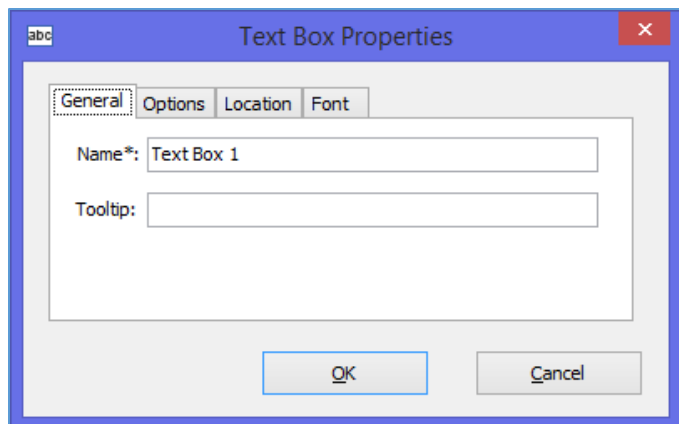 abc
Text Box Properties
General Options Location Font
Name*: Text Box 1
Tooltip:
OK Cancel